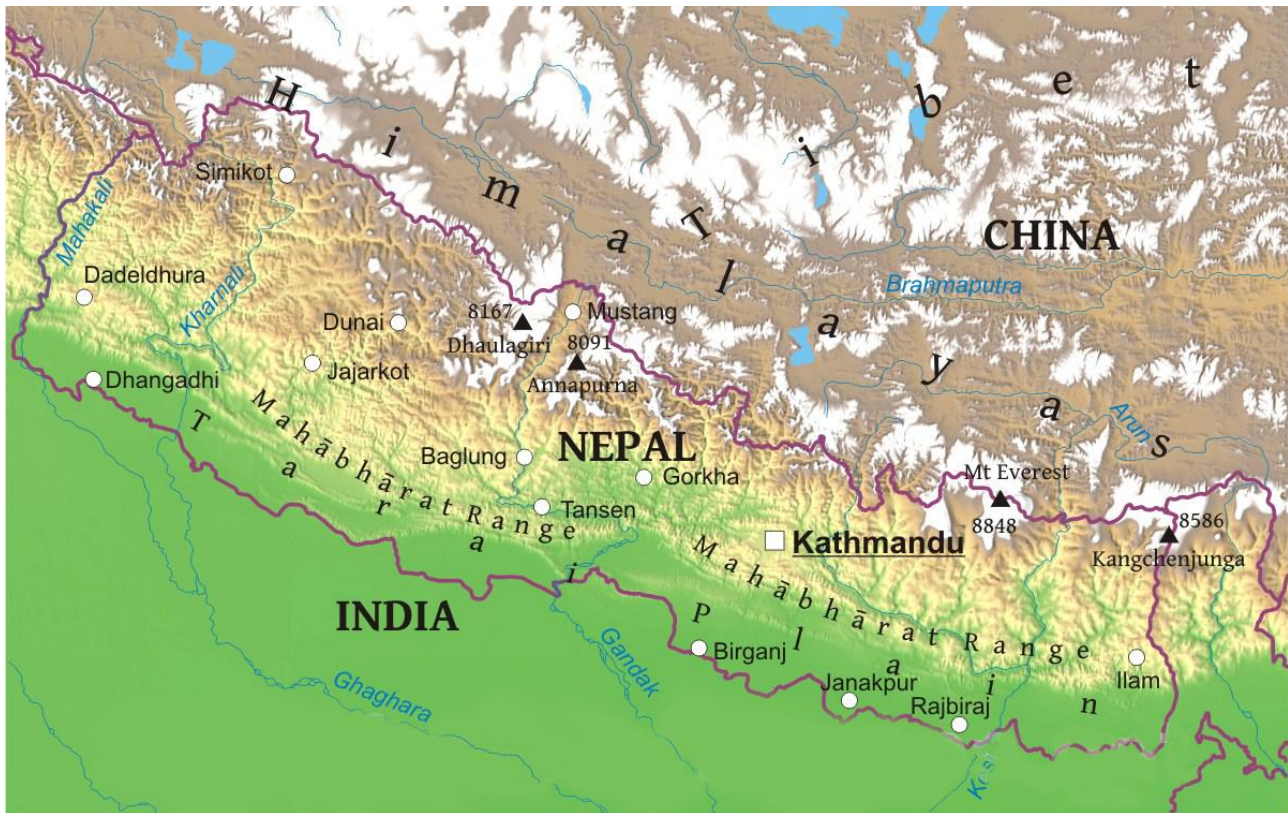 Himalayas
Tibet
CHINA
Simikot
Mahakali
Dadeldhura
Kharnali
Brahmaputra
8167
Dhaulagiri
Mustang
Dunai
8091
Annapurna
Jajarkot
Dhangadhi
Mahābhārat Range
Tarai Plain
NEPAL
Baglung
Gorkha
Tansen
Arun
Mt Everest
8848
8586
Kangchenjunga
Kathmandu
Mahābhārat Range
INDIA
Birganj
Gandak
Ghaghara
Janakpur
Rajbiraj
Ilam